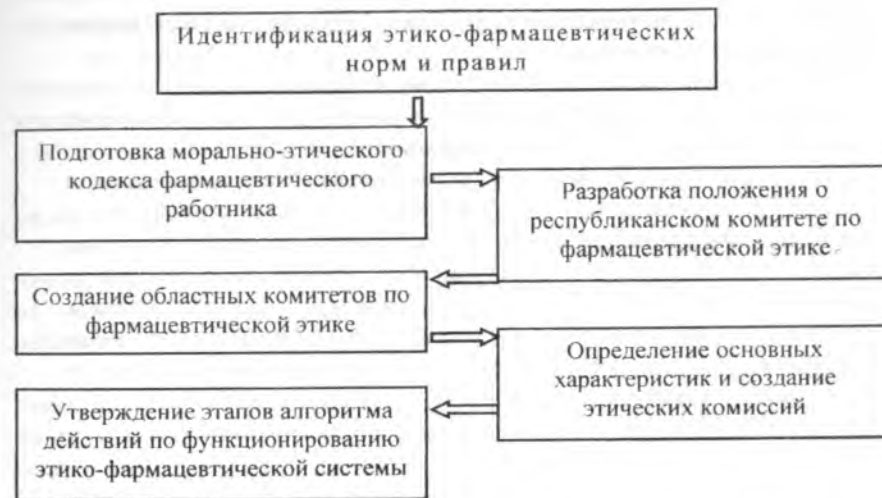 Идентификация этико-фармацевтических
норм и правил
Подготовка морально-этического
кодекса фармацевтического
работника
Разработка положения о
республиканском комитете по
фармацевтической этике
Создание областных комитетов по
фармацевтической этике
Определение основных
характеристик и создание
этических комиссий
Утверждение этапов алгоритма
действий по функционированию
этико-фармацевтической системы